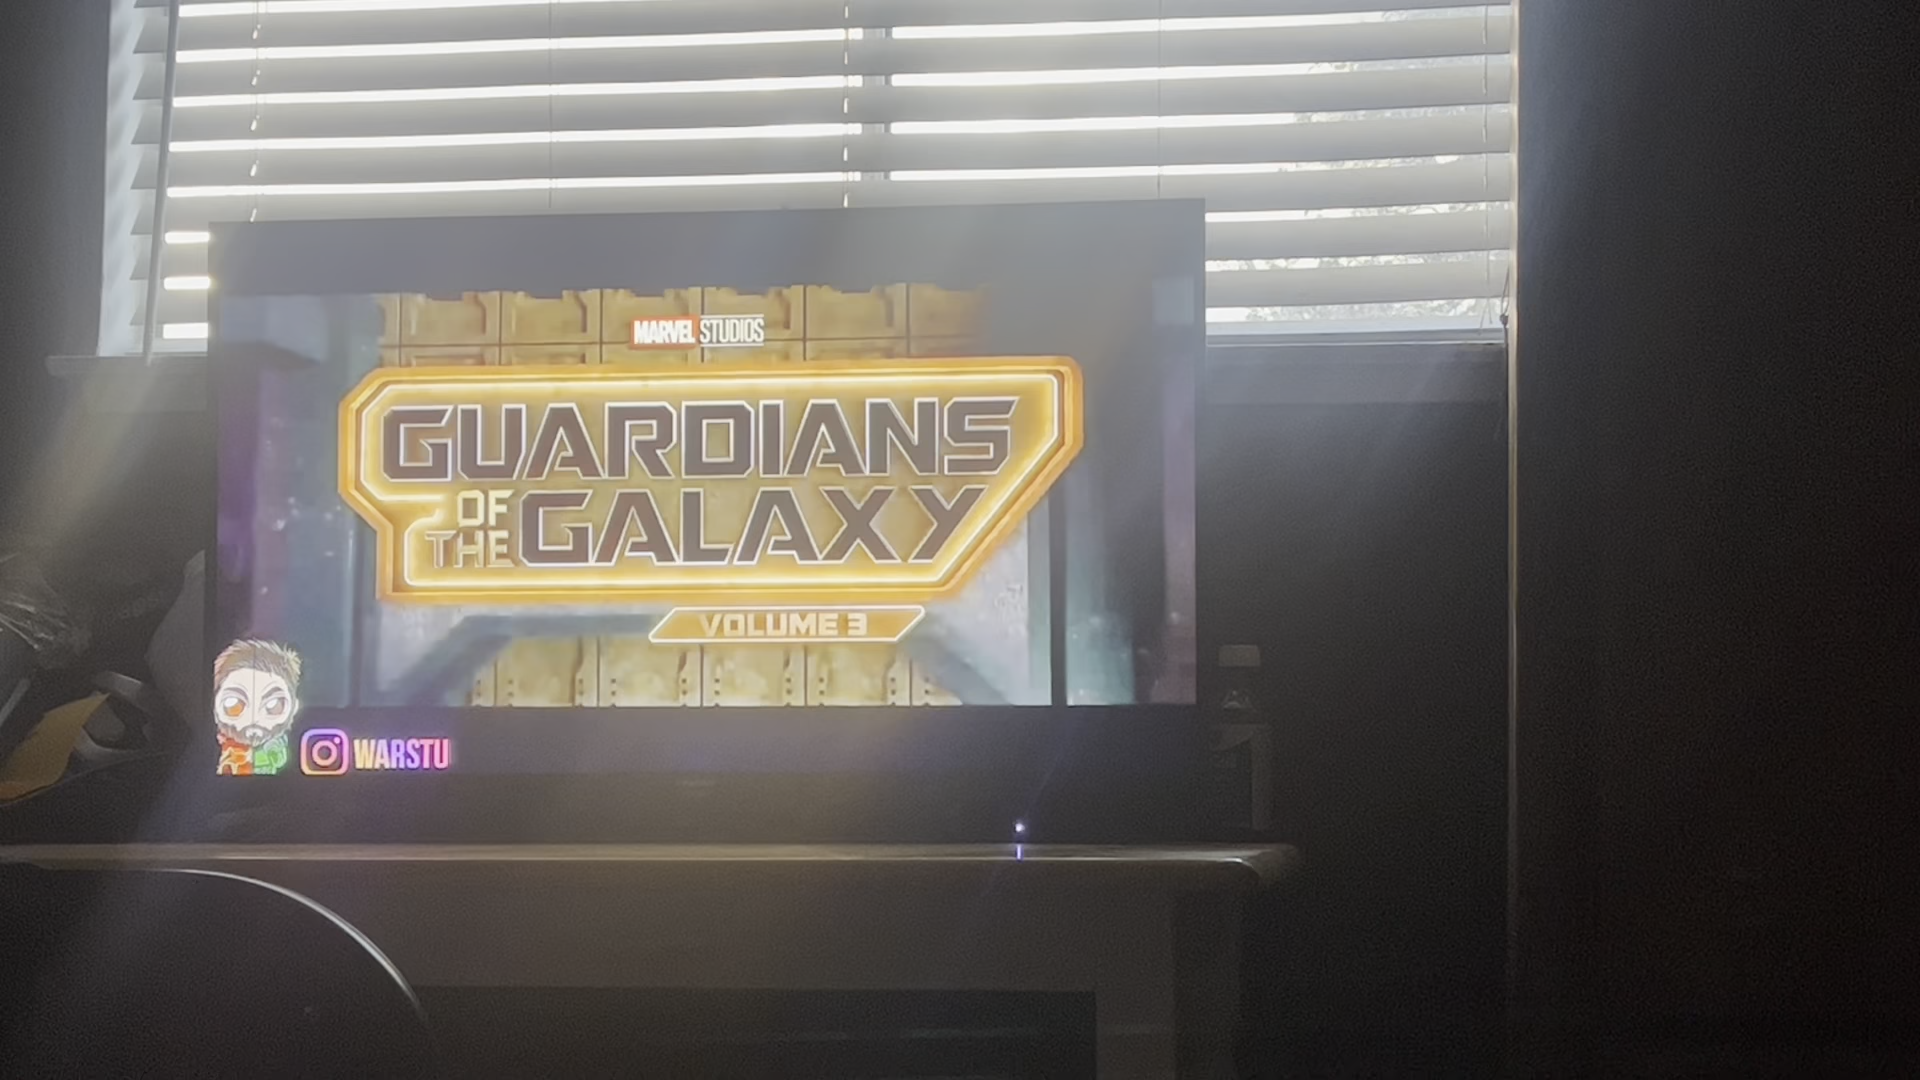 MARVEL STUDIOS
GUARDIANS
OF THE GALAXY
VOLUME 3
WARSTU